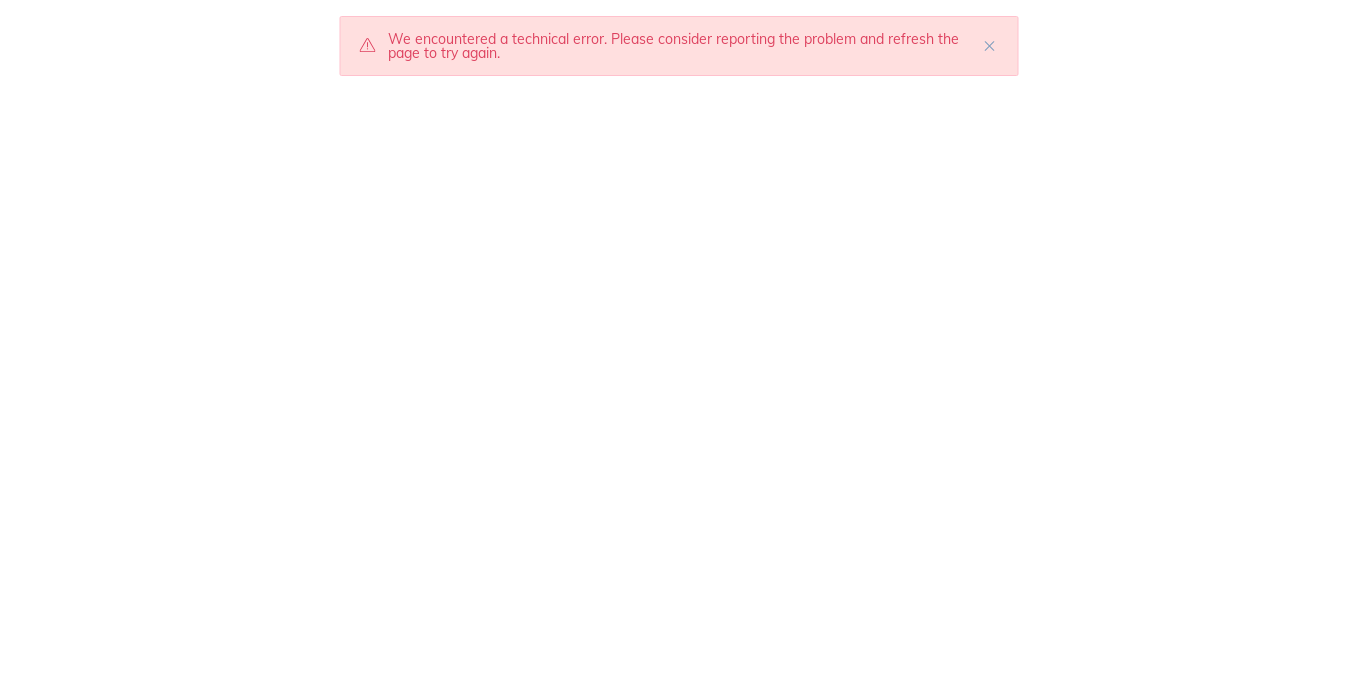 We encountered a technical error. Please consider reporting the problem and refresh the
page to try again.